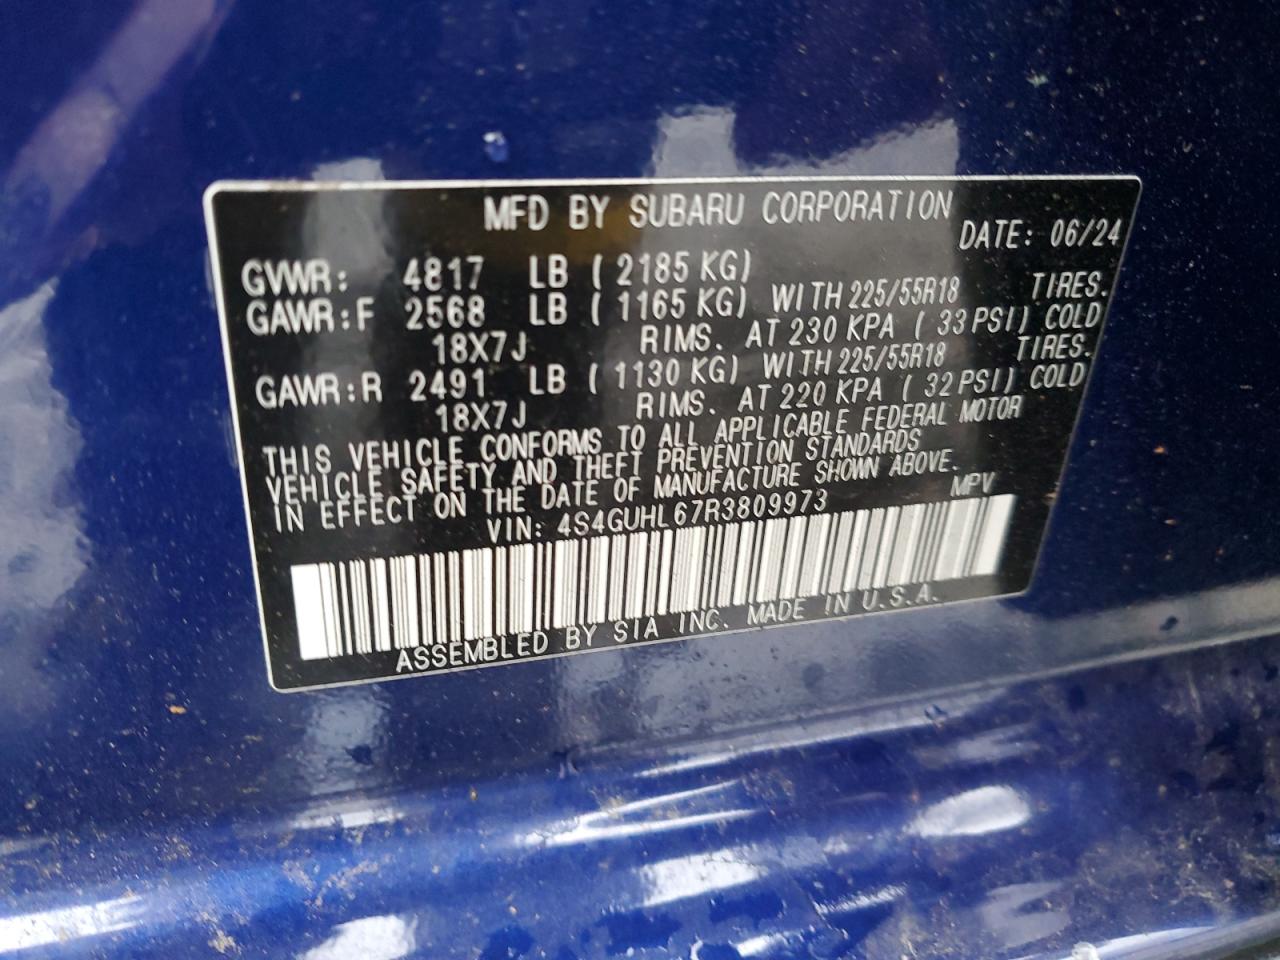 MFD BY SUBARU CORPORATION
DATE: 06/24
GVWR: 4817 LB ( 2185 KG)
GAWR:F 2568 LB ( 1165 KG) WITH 225/55R18 TIRES.
18X7J RIMS. AT 230 KPA ( 33 PSI) COLD
GAWR:R 2491 LB ( 1130 KG) WITH 225/55R18 TIRES.
18X7J RIMS. AT 220 KPA ( 32 PSI) COLD
THIS VEHICLE CONFORMS TO ALL APPLICABLE FEDERAL MOTOR
VEHICLE SAFETY AND THEFT PREVENTION STANDARDS
IN EFFECT ON THE DATE OF MANUFACTURE SHOWN ABOVE.
VIN: 4S4GUHL67R3809973 MPV
ASSEMBLED BY SIA INC. MADE IN U.S.A.